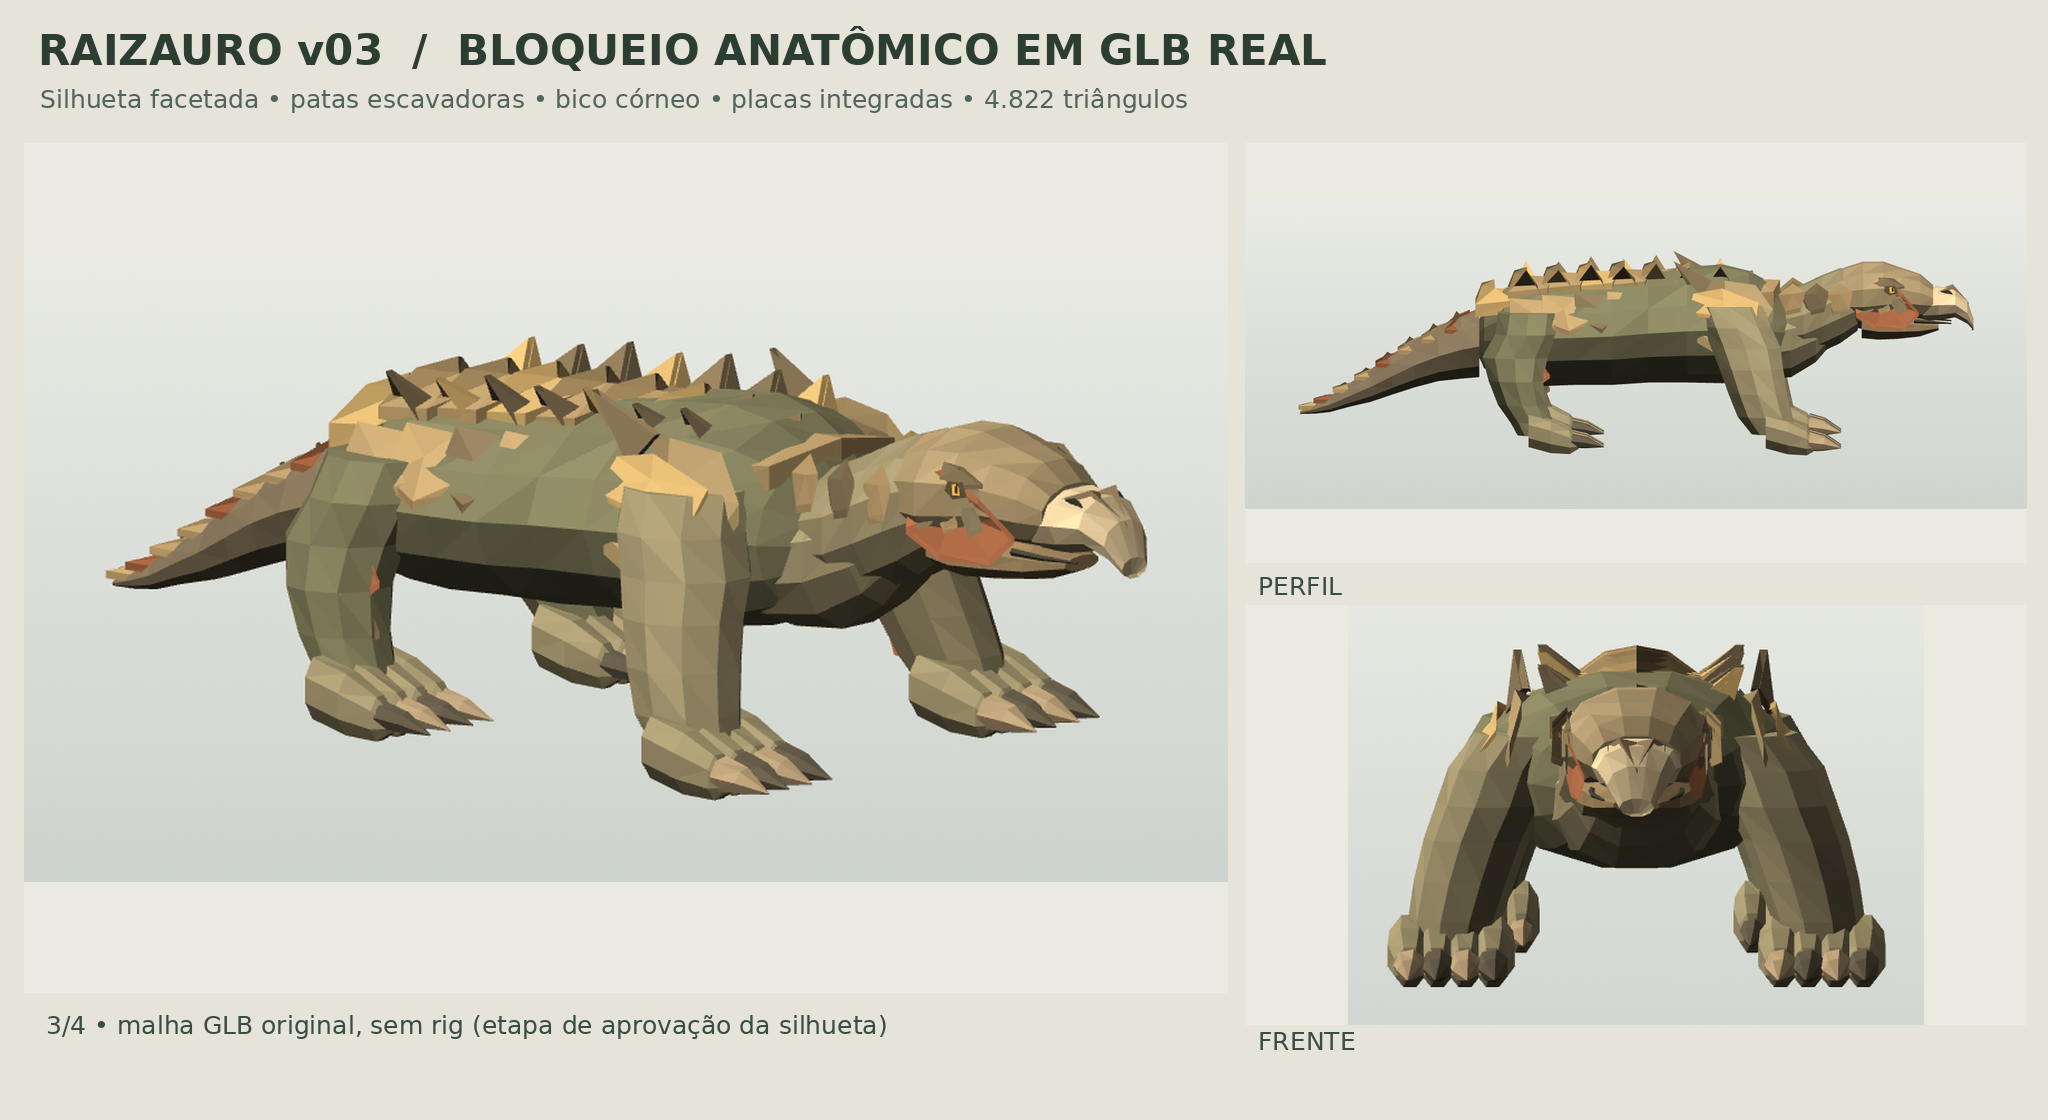 RAIZAURO v03 / BLOQUEIO ANATÔMICO EM GLB REAL
Silhueta facetada • patas escavadoras • bico córneo • placas integradas • 4.822 triângulos
PERFIL
3/4 • malha GLB original, sem rig (etapa de aprovação da silhueta)
FRENTE